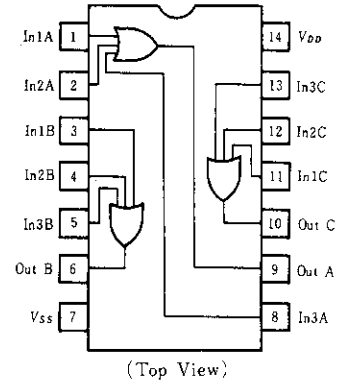 In1A 1
In2A 2
In1B 3
In2B 4
In3B 5
Out B 6
Vss 7
14 VDD
13 In3C
12 In2C
11 In1C
10 Out C
9 Out A
8 In3A
(Top View)